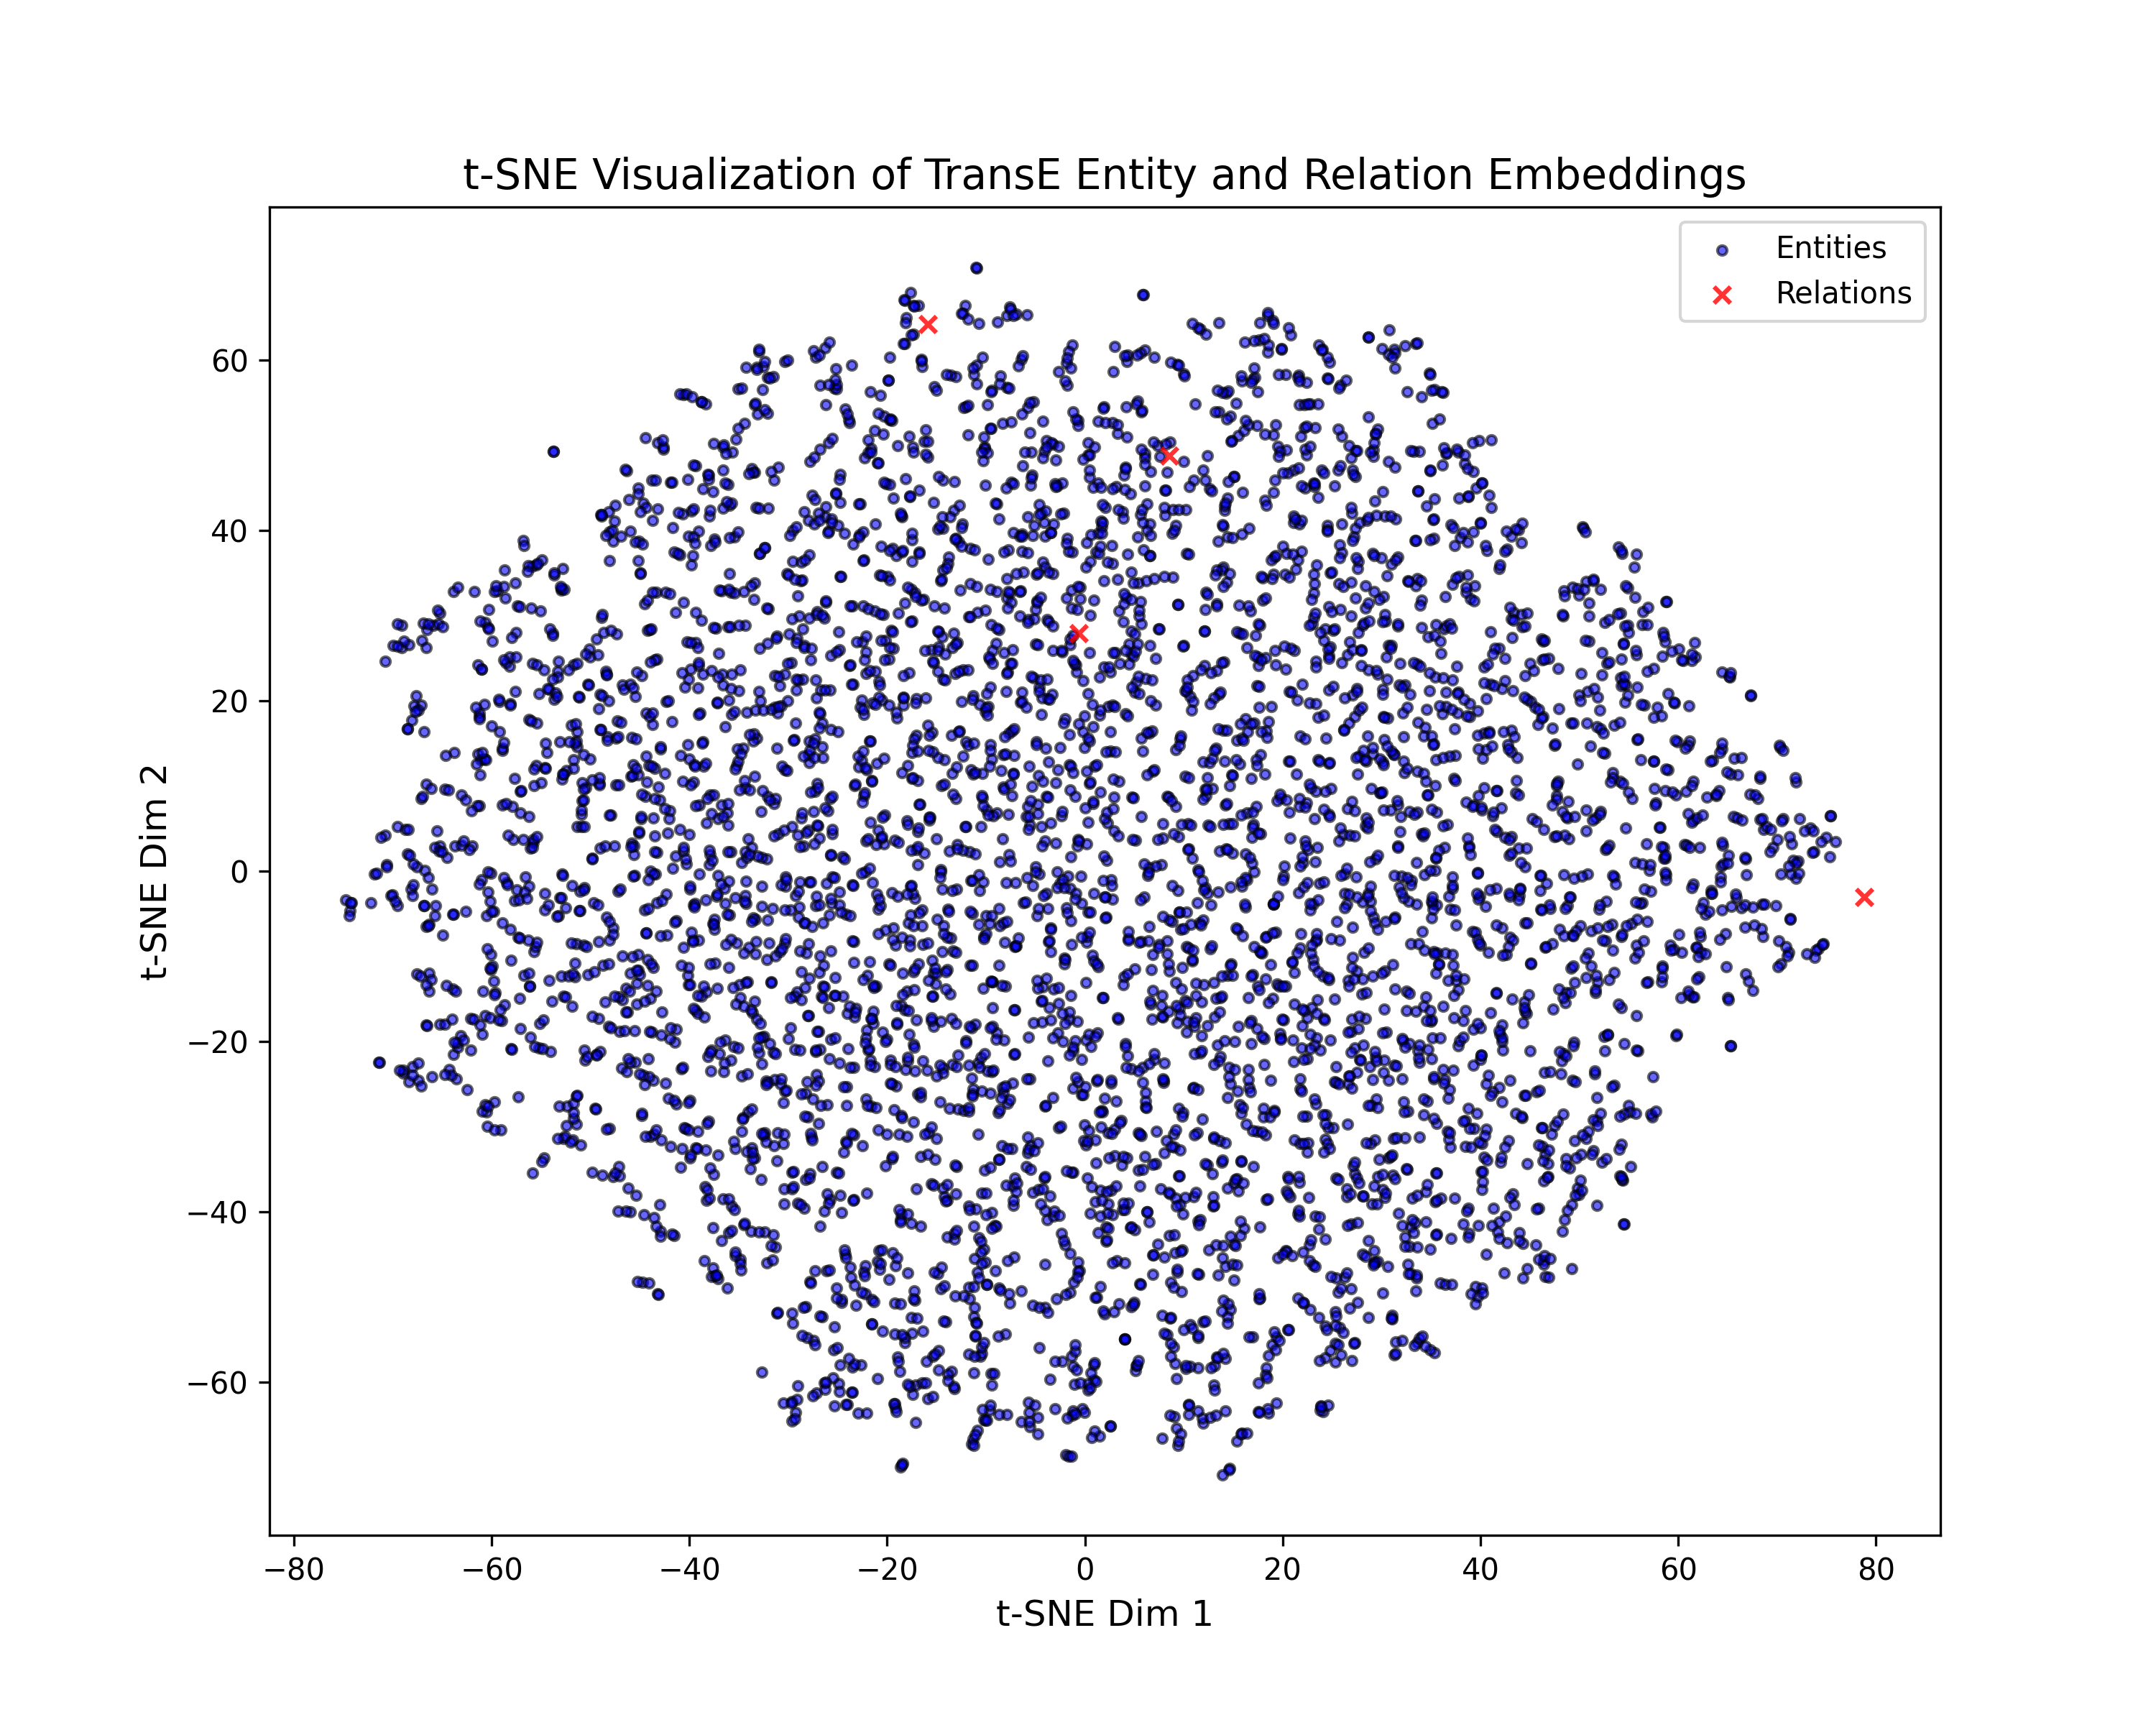 t-SNE Visualization of TransE Entity and Relation Embeddings
Entities
Relations
60
40
20
0
−20
−40
−60
t-SNE Dim 2
−80 −60 −40 −20 0 20 40 60 80
t-SNE Dim 1